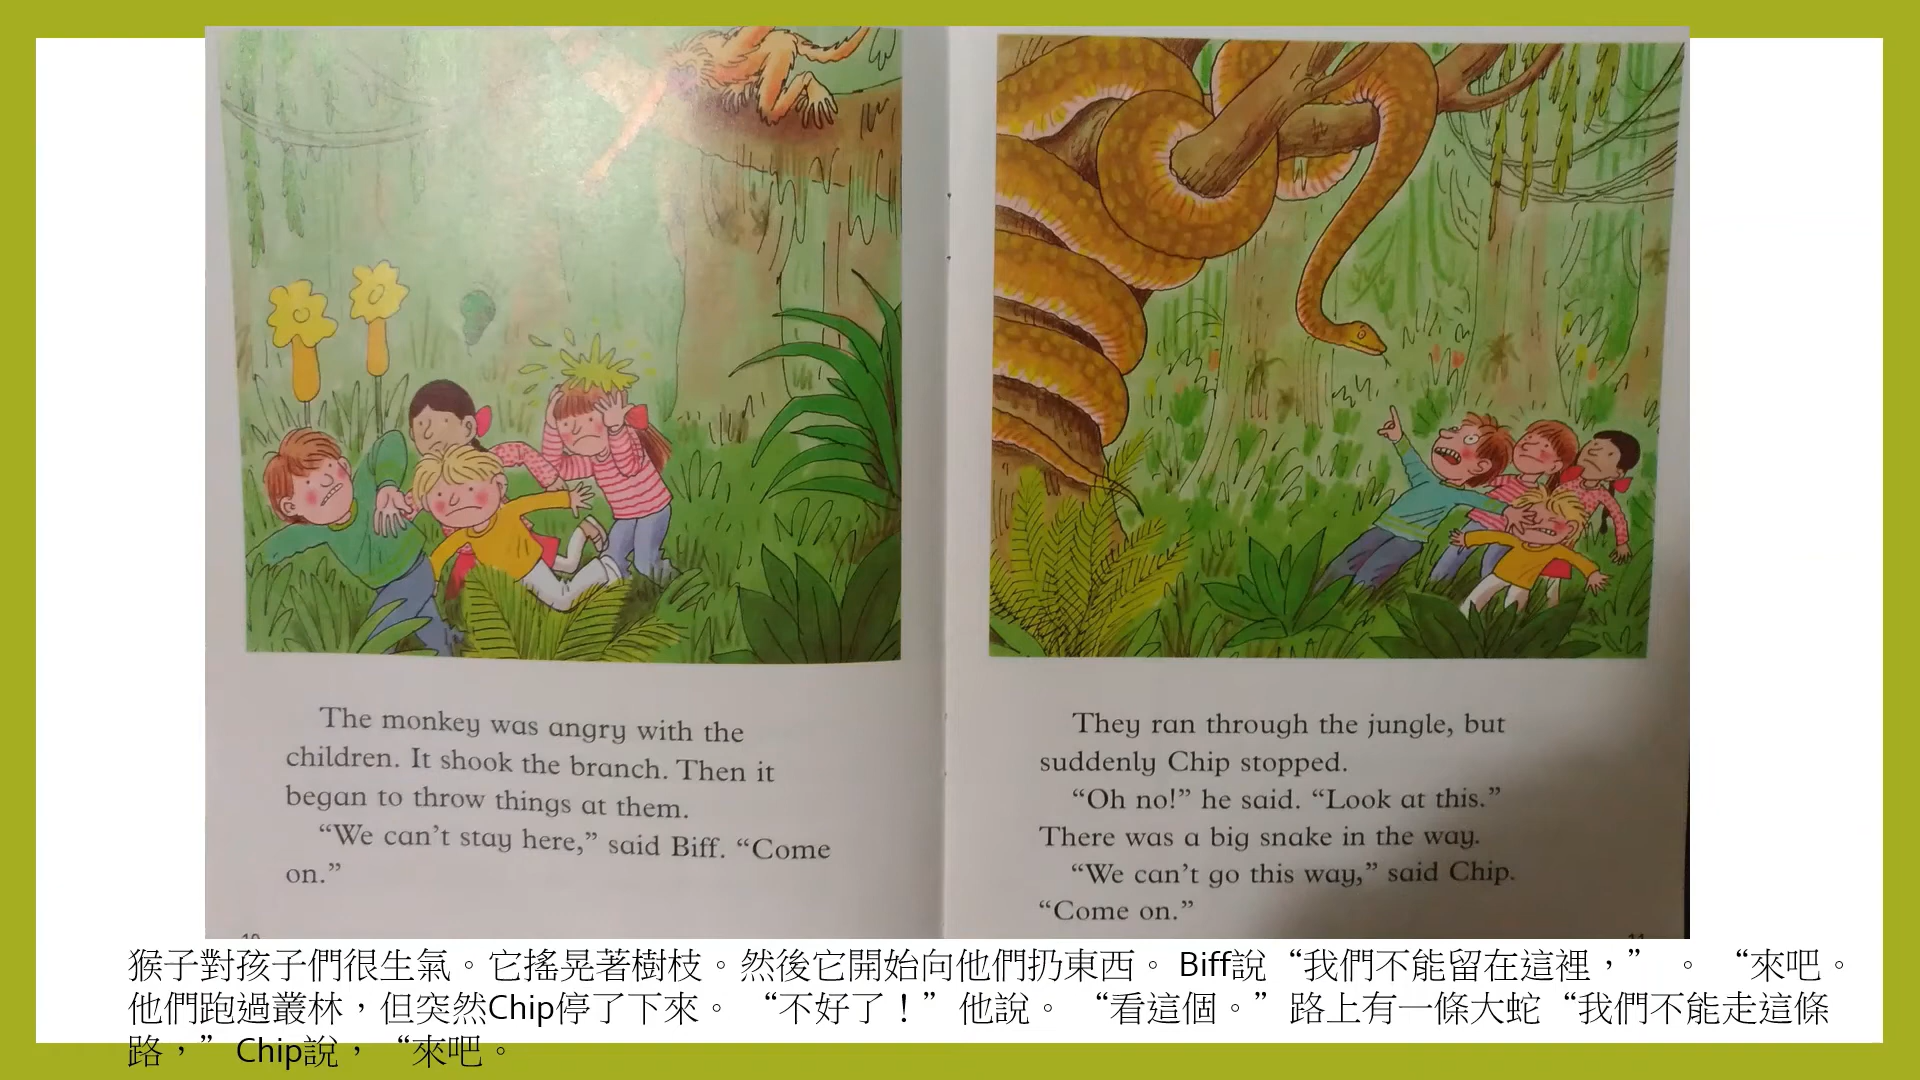 The monkey was angry with the
children. It shook the branch. Then it
began to throw things at them.
“We can’t stay here,” said Biff. “Come
on.”
They ran through the jungle, but
suddenly Chip stopped.
“Oh no!” he said. “Look at this.”
There was a big snake in the way.
“We can’t go this way,” said Chip.
“Come on.”
猴子對孩子們很生氣。它搖晃著樹枝。然後它開始向他們扔東西。 Biff說“我們不能留在這裡，” 。 “來吧。
他們跑過叢林，但突然Chip停了下來。 “不好了！”他說。 “看這個。”路上有一條大蛇“我們不能走這條
路，” Chip說，“來吧。